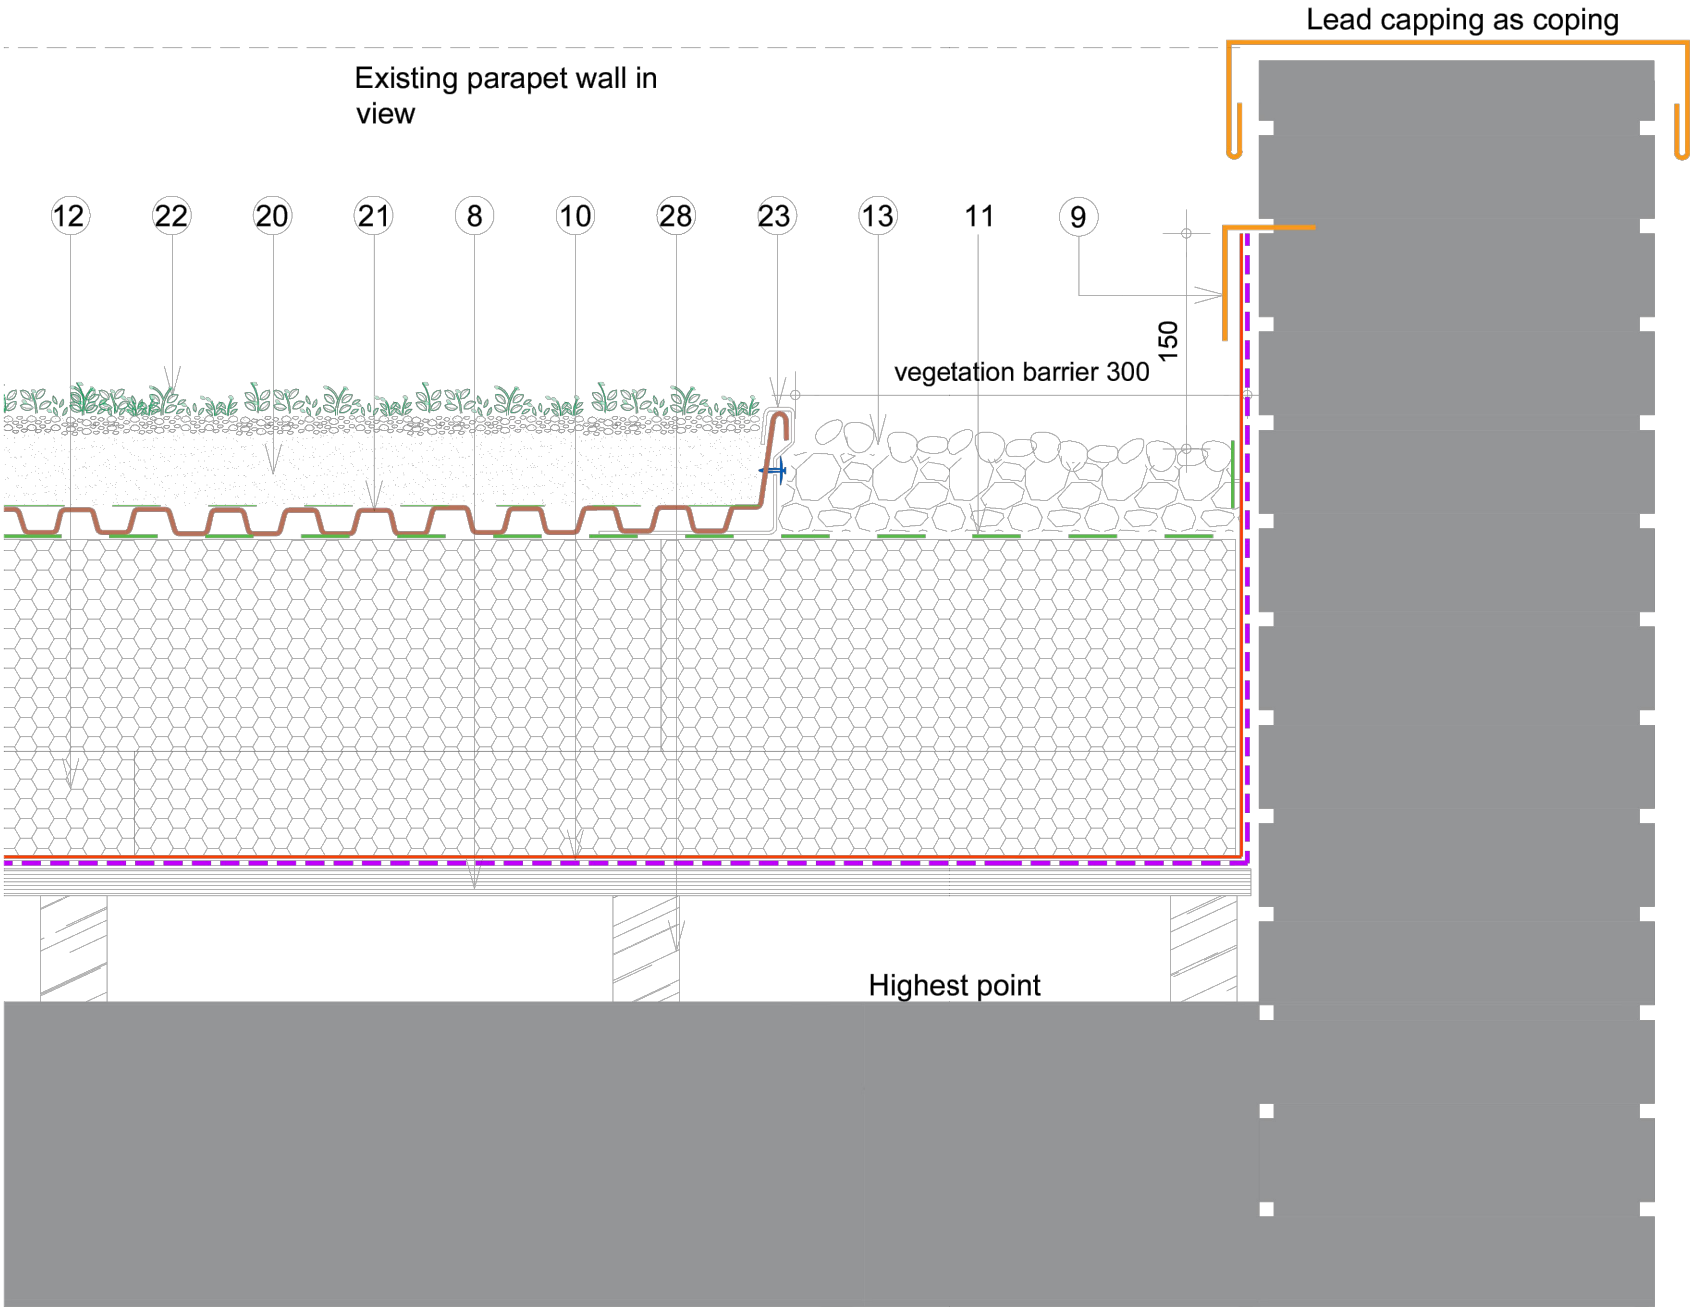 Lead capping as coping
Existing parapet wall in
view
12 22 20 21 8 10 28 23 13 11 9
150
vegetation barrier 300
Highest point